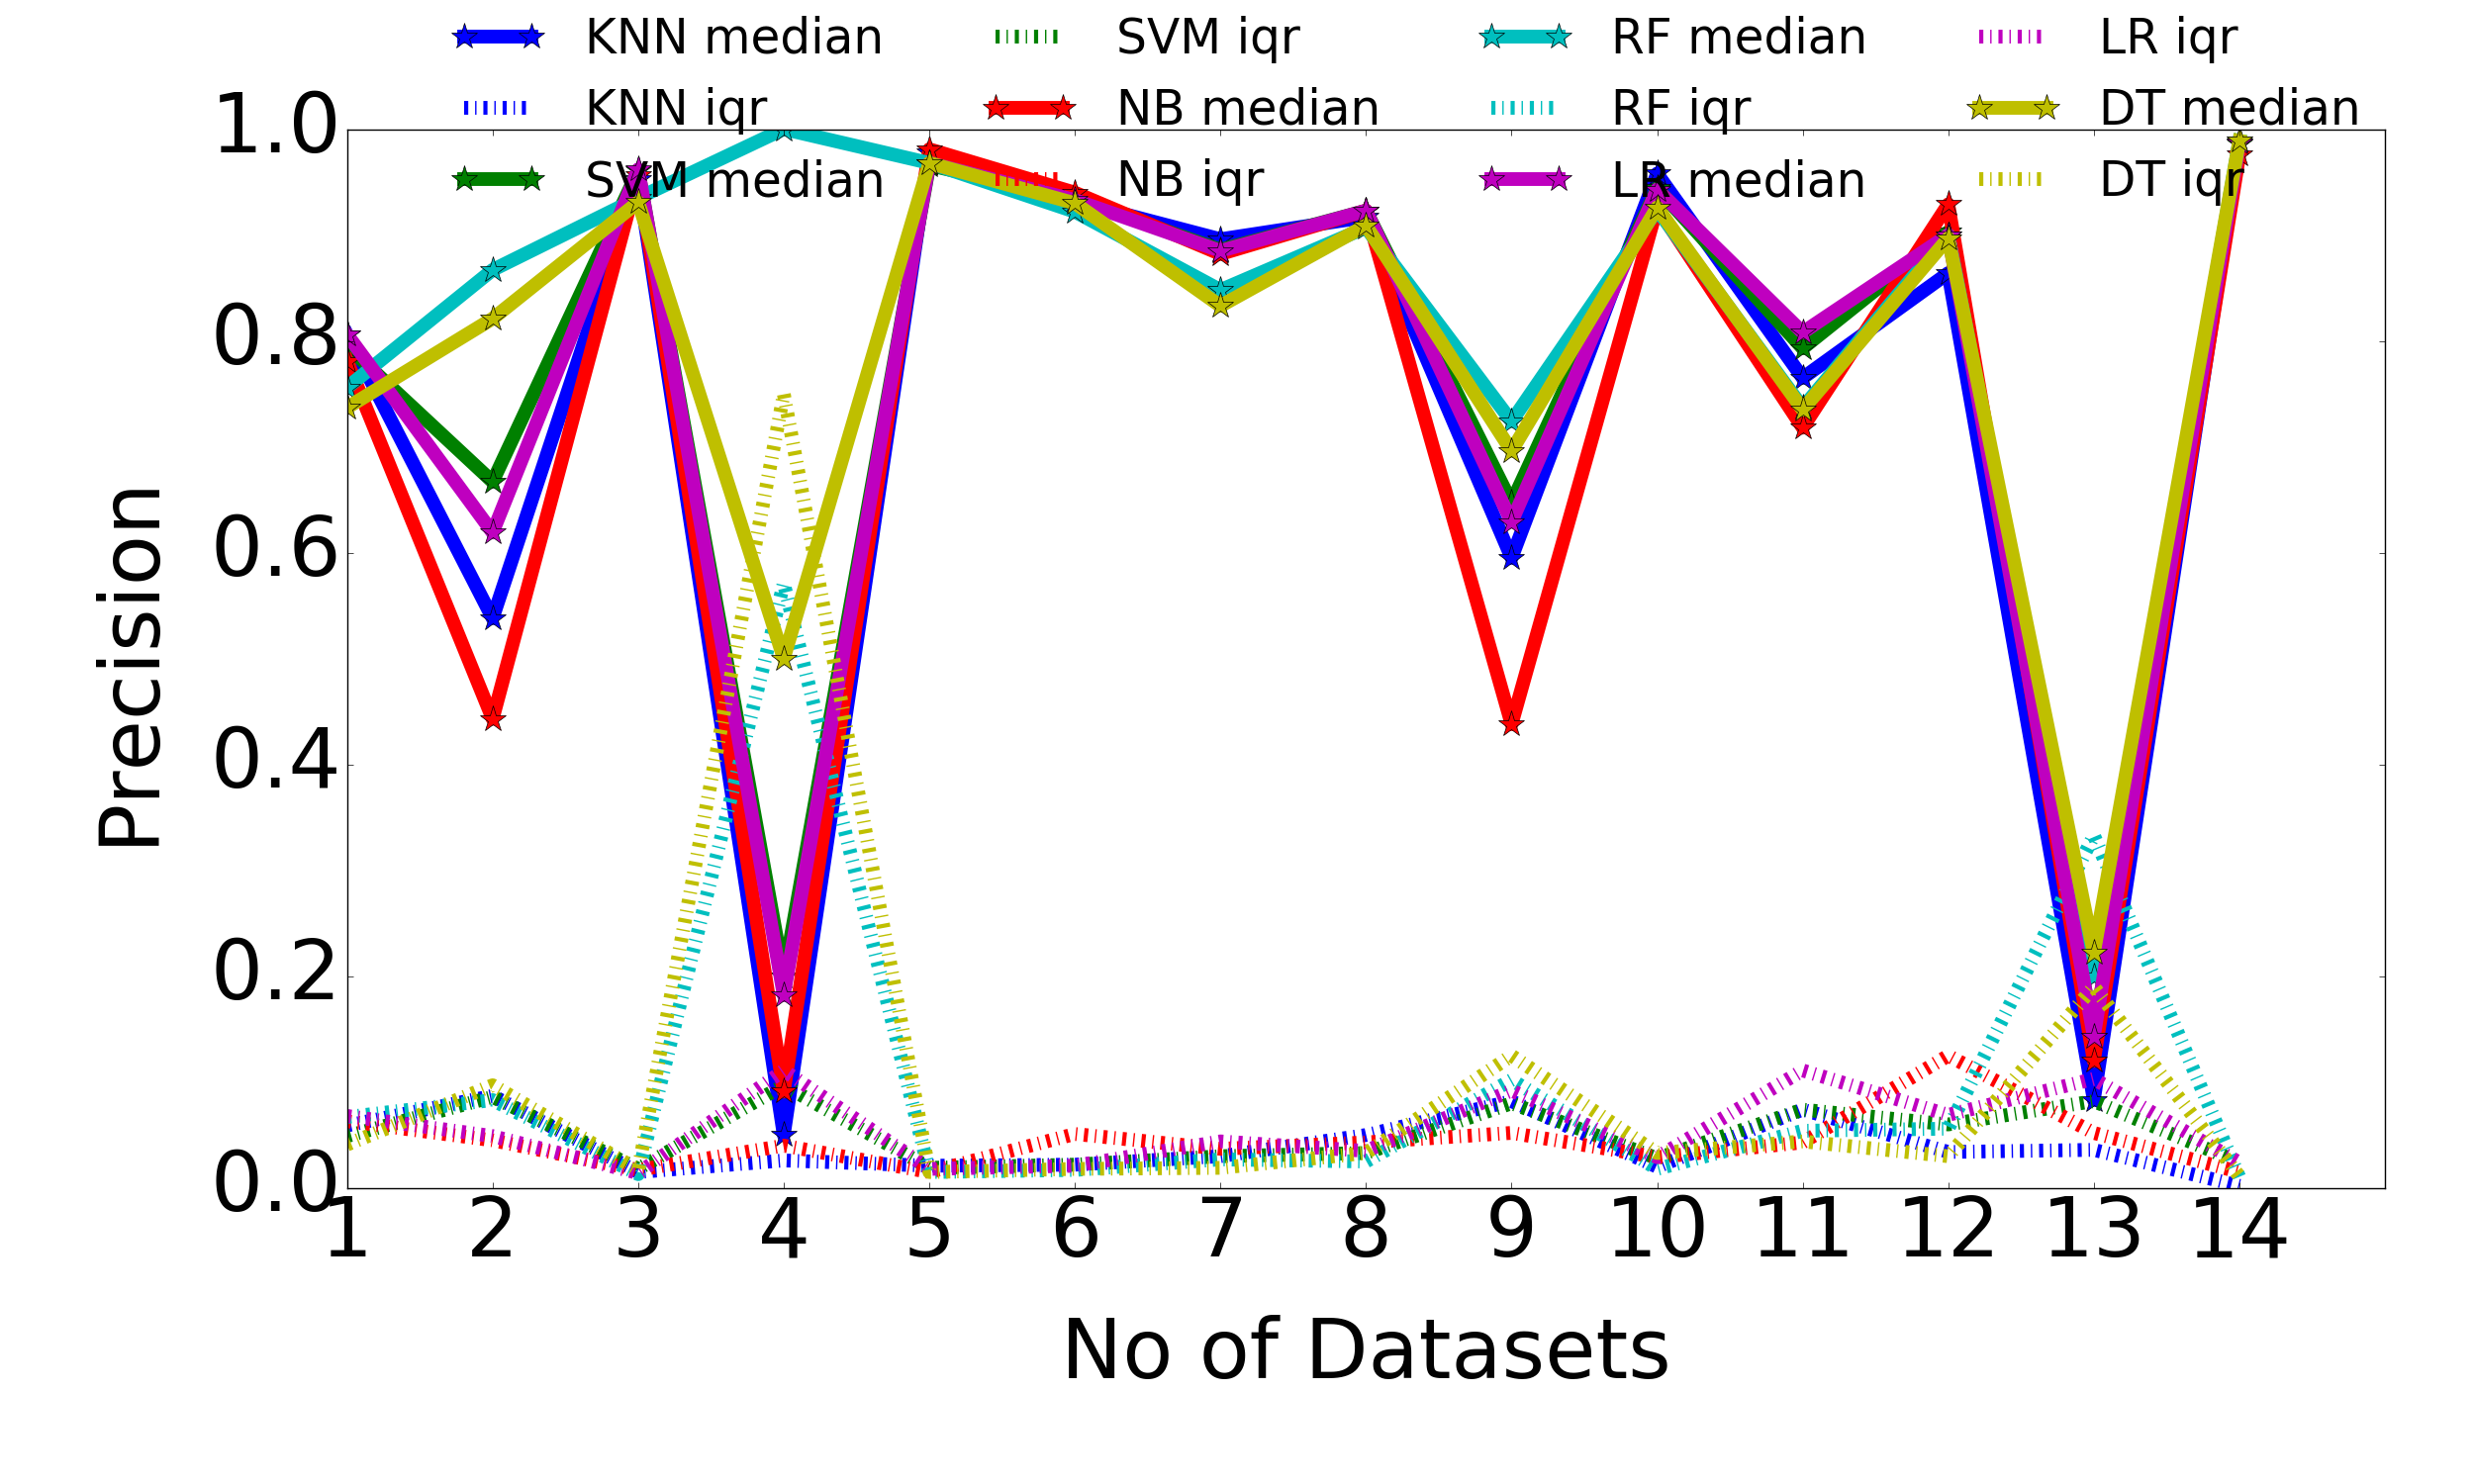 KNN median SVM iqr RF median LR iqr
KNN iqr NB median RF iqr DT median
SVM median NB iqr LR median DT iqr
1.0
0.8
0.6
0.4
0.2
0.0
Precision
1 2 3 4 5 6 7 8 9 10 11 12 13 14
No of Datasets